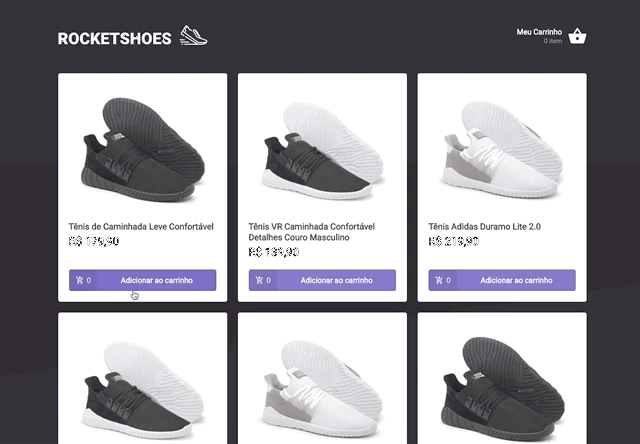 ROCKETSHOES
Meu Carrinho
0 item
Tênis de Caminhada Leve Confortável
R$ 179,90
0 Adicionar ao carrinho
Tênis VR Caminhada Confortável
Detalhes Couro Masculino
R$ 139,90
0 Adicionar ao carrinho
Tênis Adidas Duramo Lite 2.0
R$ 219,90
0 Adicionar ao carrinho